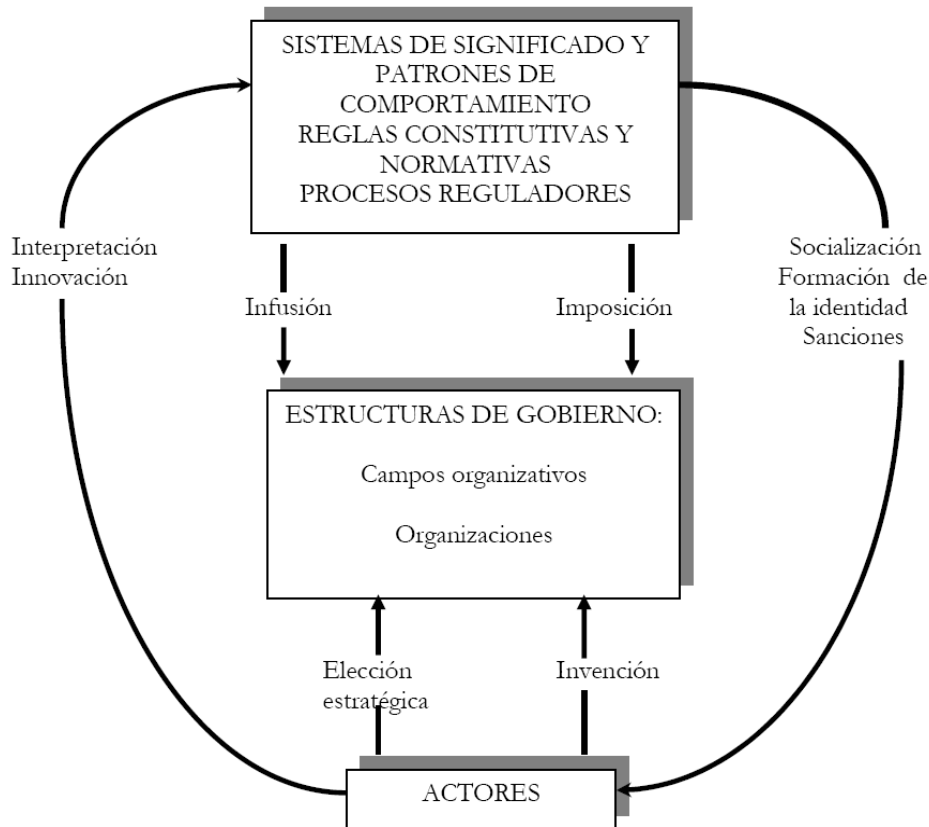 SISTEMAS DE SIGNIFICADO Y
PATRONES DE
COMPORTAMIENTO
REGLAS CONSTITUTIVAS Y
NORMATIVAS
PROCESOS REGULADORES
Interpretación
Innovación
Socialización
Formación de
la identidad
Sanciones
Infusión
Imposición
ESTRUCTURAS DE GOBIERNO:
Campos organizativos
Organizaciones
Elección
estratégica
Invención
ACTORES